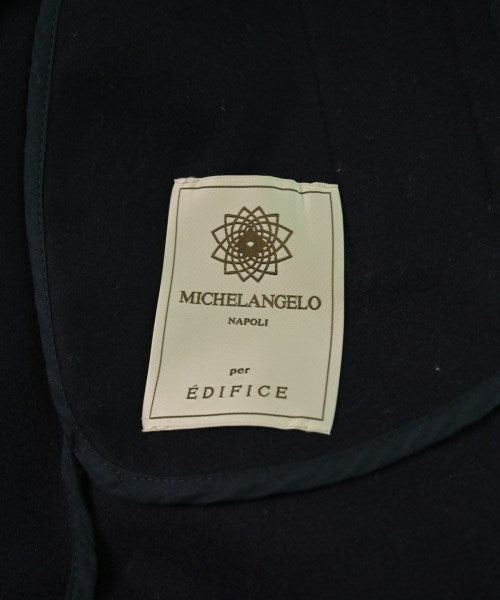 MICHELANGELO
NAPOLI
per
ÉDIFICE